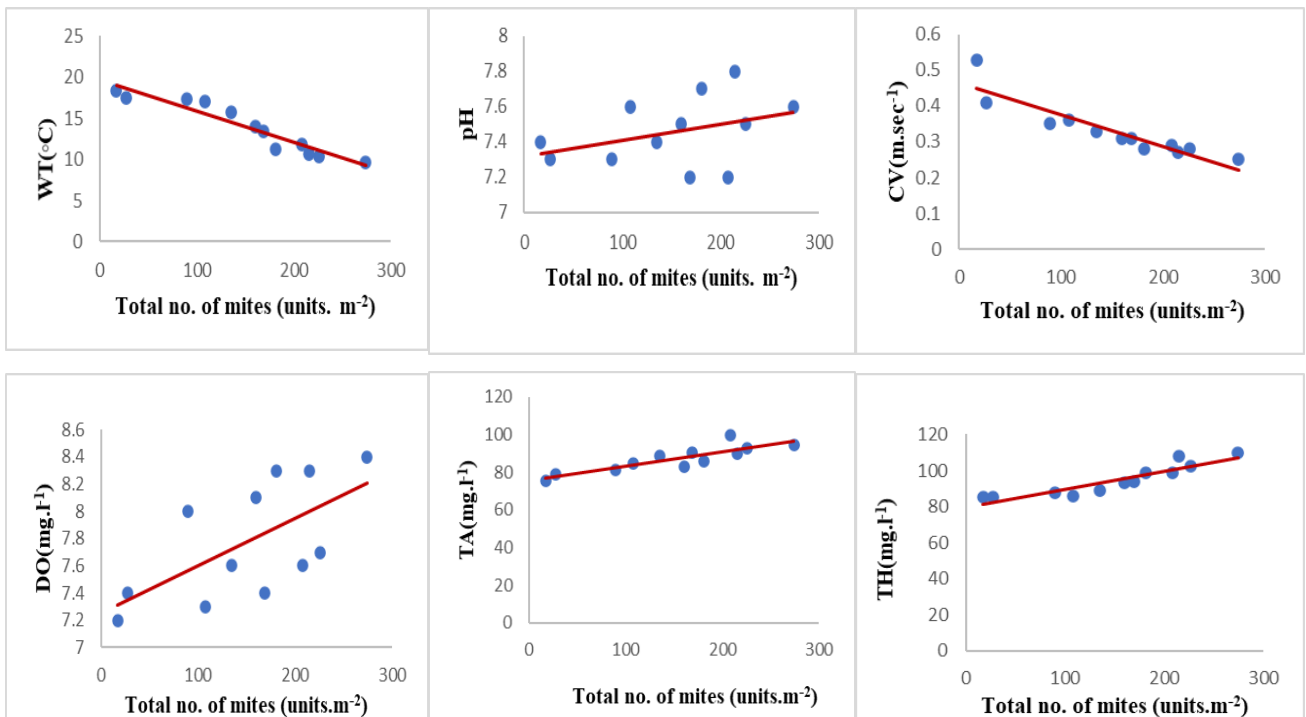 25
20
15
10
5
0
WT(◦C)
0 100 200 300
Total no. of mites (units. m-2)
8
7.8
7.6
7.4
7.2
7
pH
0 100 200 300
Total no. of mites (units. m-2)
0.6
0.5
0.4
0.3
0.2
0.1
0
CV(m.sec-1)
0 100 200 300
Total no. of mites (units.m-2)
8.6
8.4
8.2
8
7.8
7.6
7.4
7.2
7
DO(mg.l-1)
0 100 200 300
Total no. of mites (units.m-2)
120
100
80
60
40
20
0
TA(mg.l-1)
0 100 200 300
Total no. of mites (units.m-2)
120
100
80
60
40
20
0
TH(mg.l-1)
0 100 200 300
Total no. of mites (units.m-2)